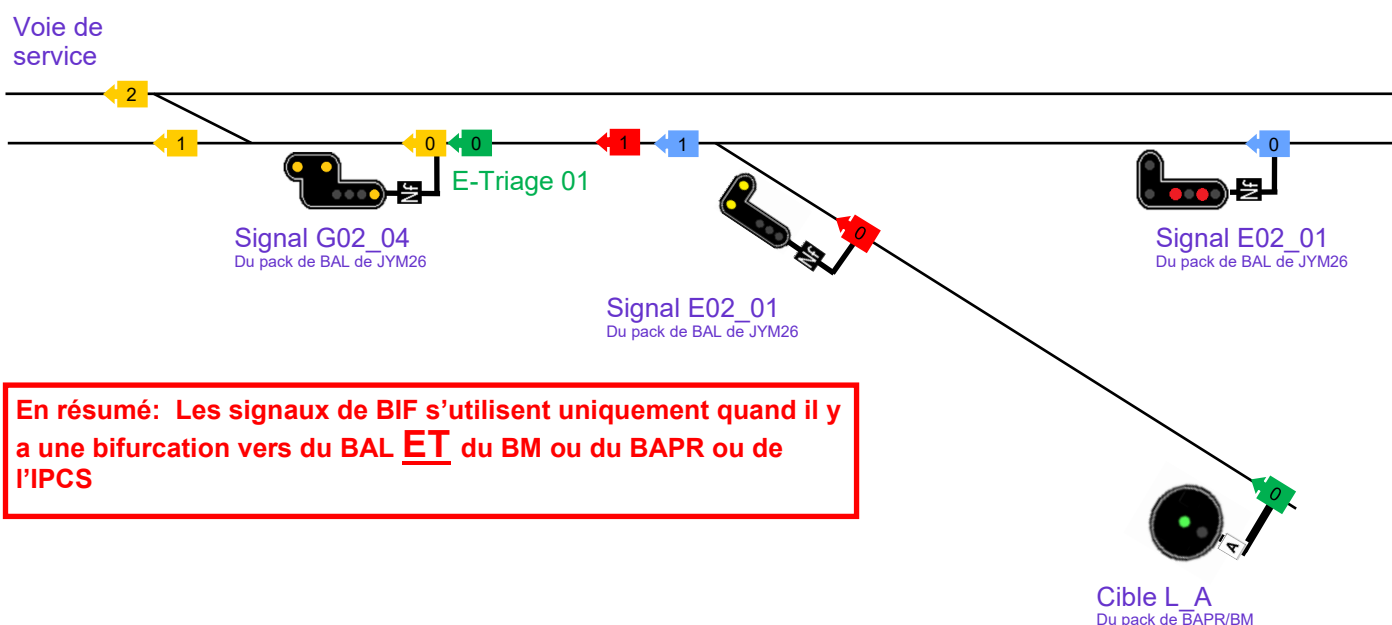 Voie de
service
2
1
0
0
1
1
0
E-Triage 01
Nf
Nf
Signal G02_04
Du pack de BAL de JYM26
0
Nf
Signal E02_01
Du pack de BAL de JYM26
Signal E02_01
Du pack de BAL de JYM26
En résumé:  Les signaux de BIF s’utilisent uniquement quand il y
a une bifurcation vers du BAL ET du BM ou du BAPR ou de
l’IPCS
0
A
Cible L_A
Du pack de BAPR/BM